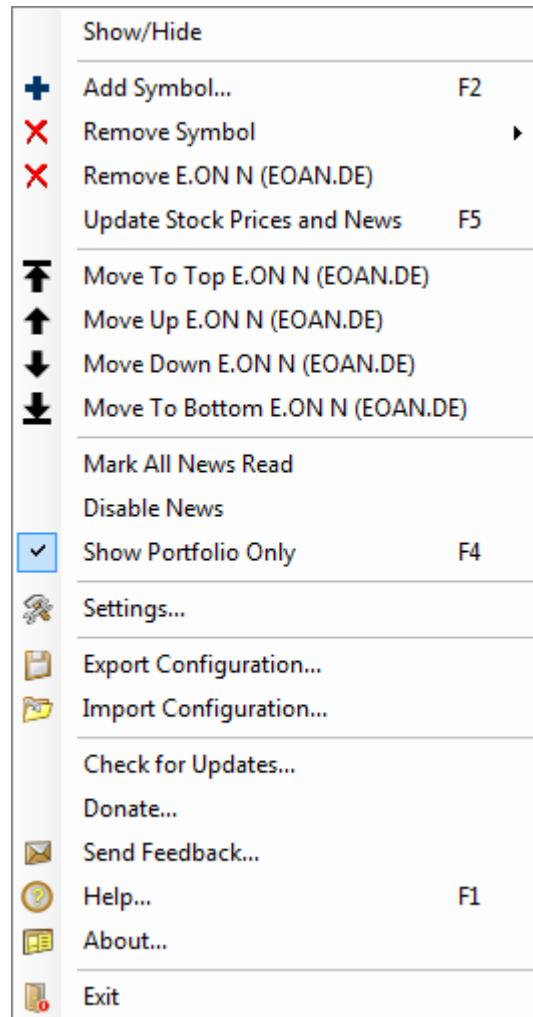 Show/Hide
Add Symbol... F2
Remove Symbol
Remove E.ON N (EOAN.DE)
Update Stock Prices and News F5
Move To Top E.ON N (EOAN.DE)
Move Up E.ON N (EOAN.DE)
Move Down E.ON N (EOAN.DE)
Move To Bottom E.ON N (EOAN.DE)
Mark All News Read
Disable News
Show Portfolio Only F4
Settings...
Export Configuration...
Import Configuration...
Check for Updates...
Donate...
Send Feedback...
Help... F1
About...
Exit